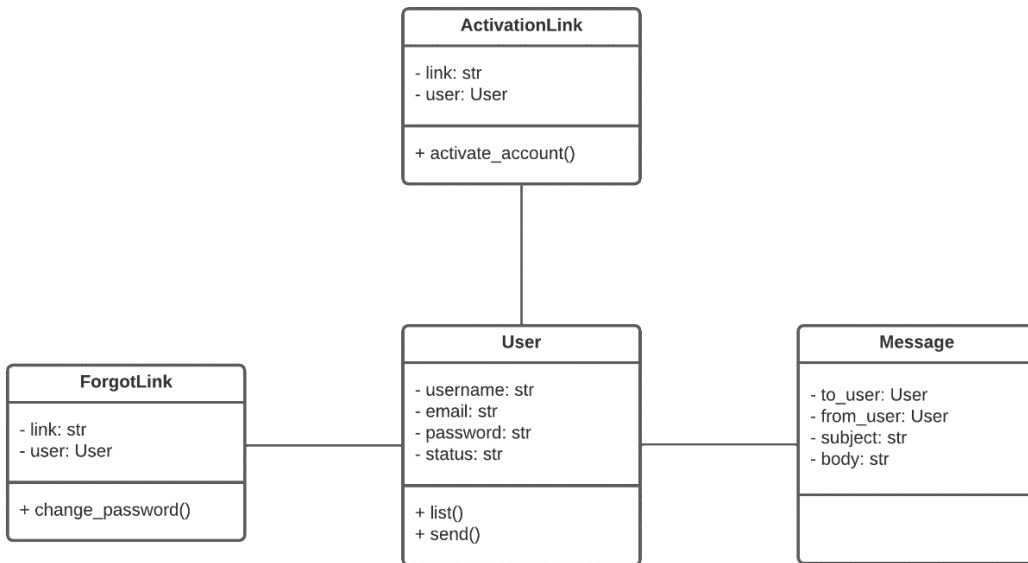 ActivationLink
- link: str
- user: User
+ activate_account()
ForgotLink
- link: str
- user: User
+ change_password()
User
- username: str
- email: str
- password: str
- status: str
+ list()
+ send()
Message
- to_user: User
- from_user: User
- subject: str
- body: str